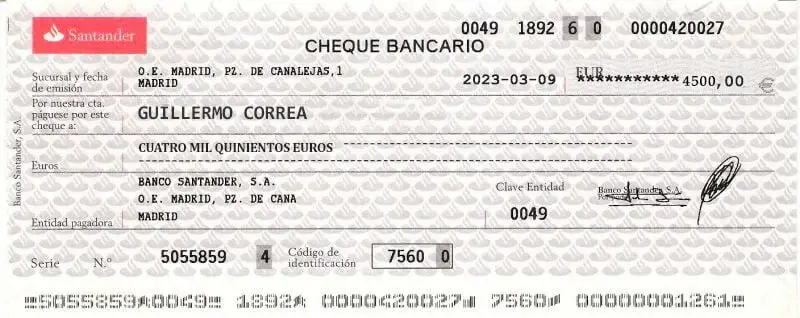 Santander
0049 1892 6 0 0000420027
CHEQUE BANCARIO
Sucursal y fecha
de emisión
O.E. MADRID, PZ. DE CANALEJAS,1
MADRID
2023-03-09
EUR
***********4500,00 €
Por nuestra cta.
páguese por este
cheque a:
GUILLERMO CORREA
CUATRO MIL QUINIENTOS EUROS
Euros
Banco Santander, S.A.
BANCO SANTANDER, S.A.
O.E. MADRID, PZ. DE CANA
MADRID
Entidad pagadora
Clave Entidad
0049
Banco Santander, S.A.
Serie N.º 5055859 4
Código de
identificación
7560 0
5055859 0049 1892 0000420027 7560 000000001261